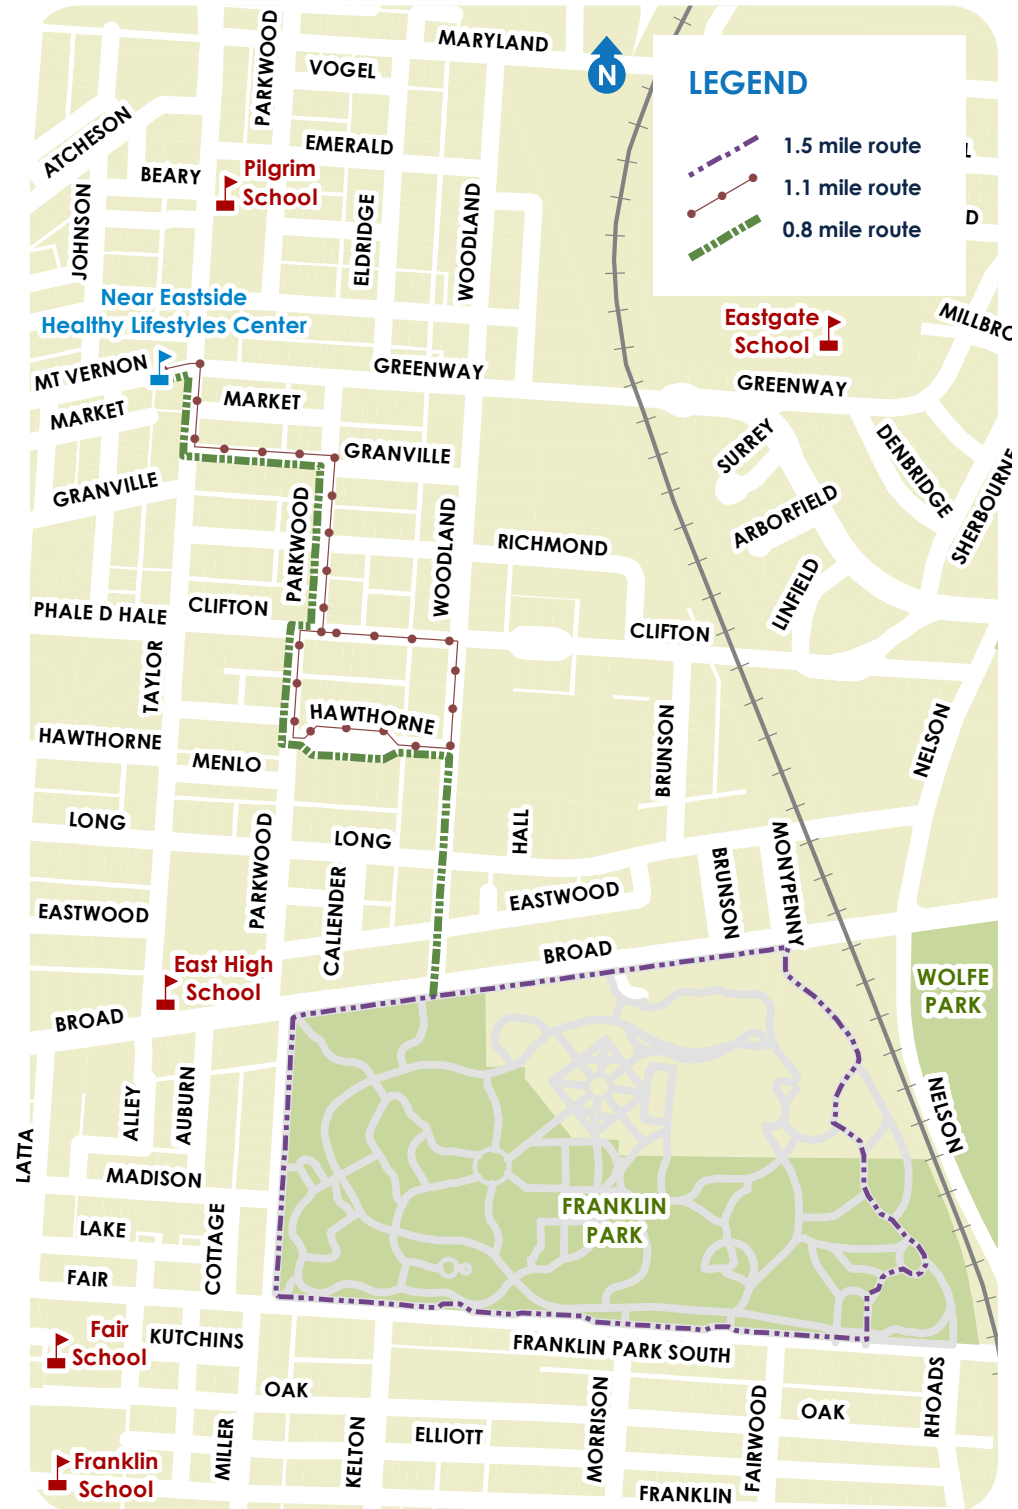 PARKWOOD
MARYLAND
VOGEL
N
LEGEND
1.5 mile route
1.1 mile route
0.8 mile route
ATCHESON
EMERALD
BEARY
Pilgrim
School
JOHNSON
ELDRIDGE
WOODLAND
L
D
Near Eastside
Healthy Lifestyles Center
Eastgate
School
MILLBRO
MT VERNON
GREENWAY
GREENWAY
MARKET
MARKET
SURREY
DENBRIDGE
GRANVILLE
GRANVILLE
PARKWOOD
WOODLAND
ARBORFIELD
SHERBOURNE
RICHMOND
LINFIELD
PHALE D HALE
CLIFTON
CLIFTON
TAYLOR
HAWTHORNE
HAWTHORNE
BRUNSON
NELSON
MENLO
LONG
LONG
HALL
PARKWOOD
CALLENDER
EASTWOOD
EASTWOOD
BRUNSON
MONYPENNY
BROAD
East High
School
WOLFE
PARK
BROAD
ALLEY
AUBURN
LATTA
NELSON
MADISON
FRANKLIN
PARK
LAKE
COTTAGE
FAIR
Fair
School
KUTCHINS
FRANKLIN PARK SOUTH
OAK
OAK
RHOADS
MILLER
KELTON
ELLIOTT
MORRISON
FAIRWOOD
Franklin
School
FRANKLIN